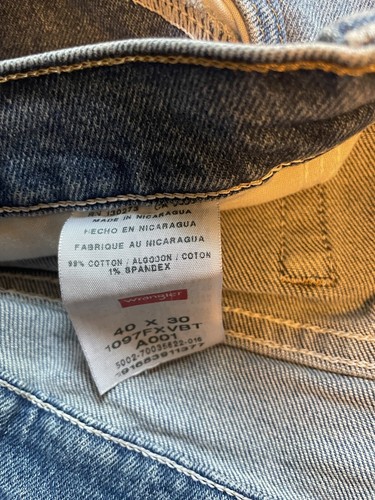 MADE IN NICARAGUA
HECHO EN NICARAGUA
FABRIQUE AU NICARAGUA
99% COTTON / ALGODON / COTON
1% SPANDEX
Wrangler
40 X 30
1097FXVBT
A001